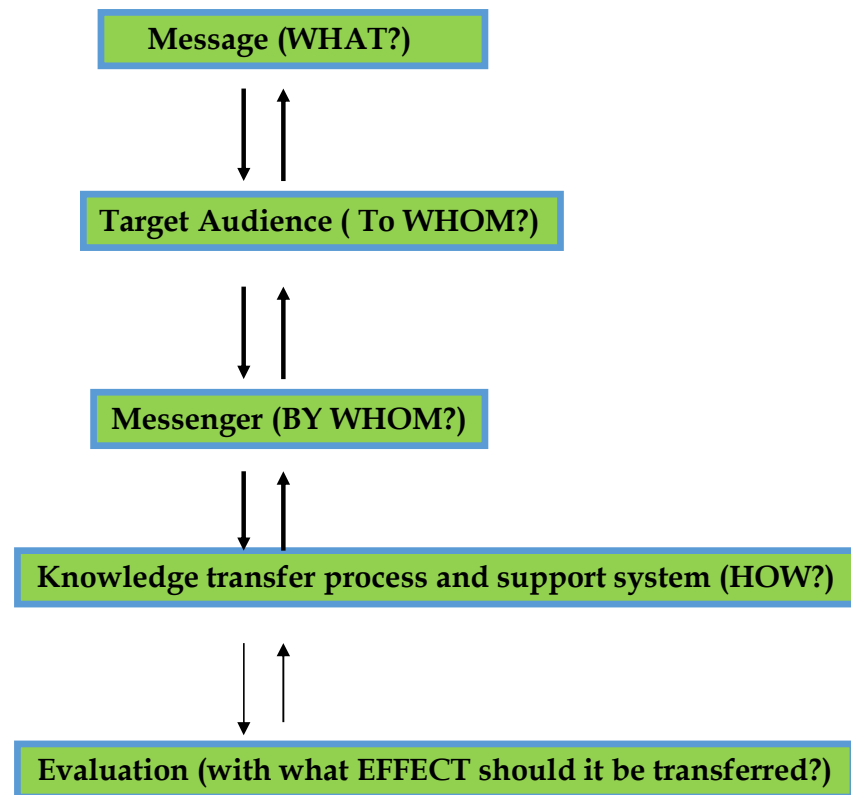 Message (WHAT?)
Target Audience ( To WHOM?)
Messenger (BY WHOM?)
Knowledge transfer process and support system (HOW?)
Evaluation (with what EFFECT should it be transferred?)